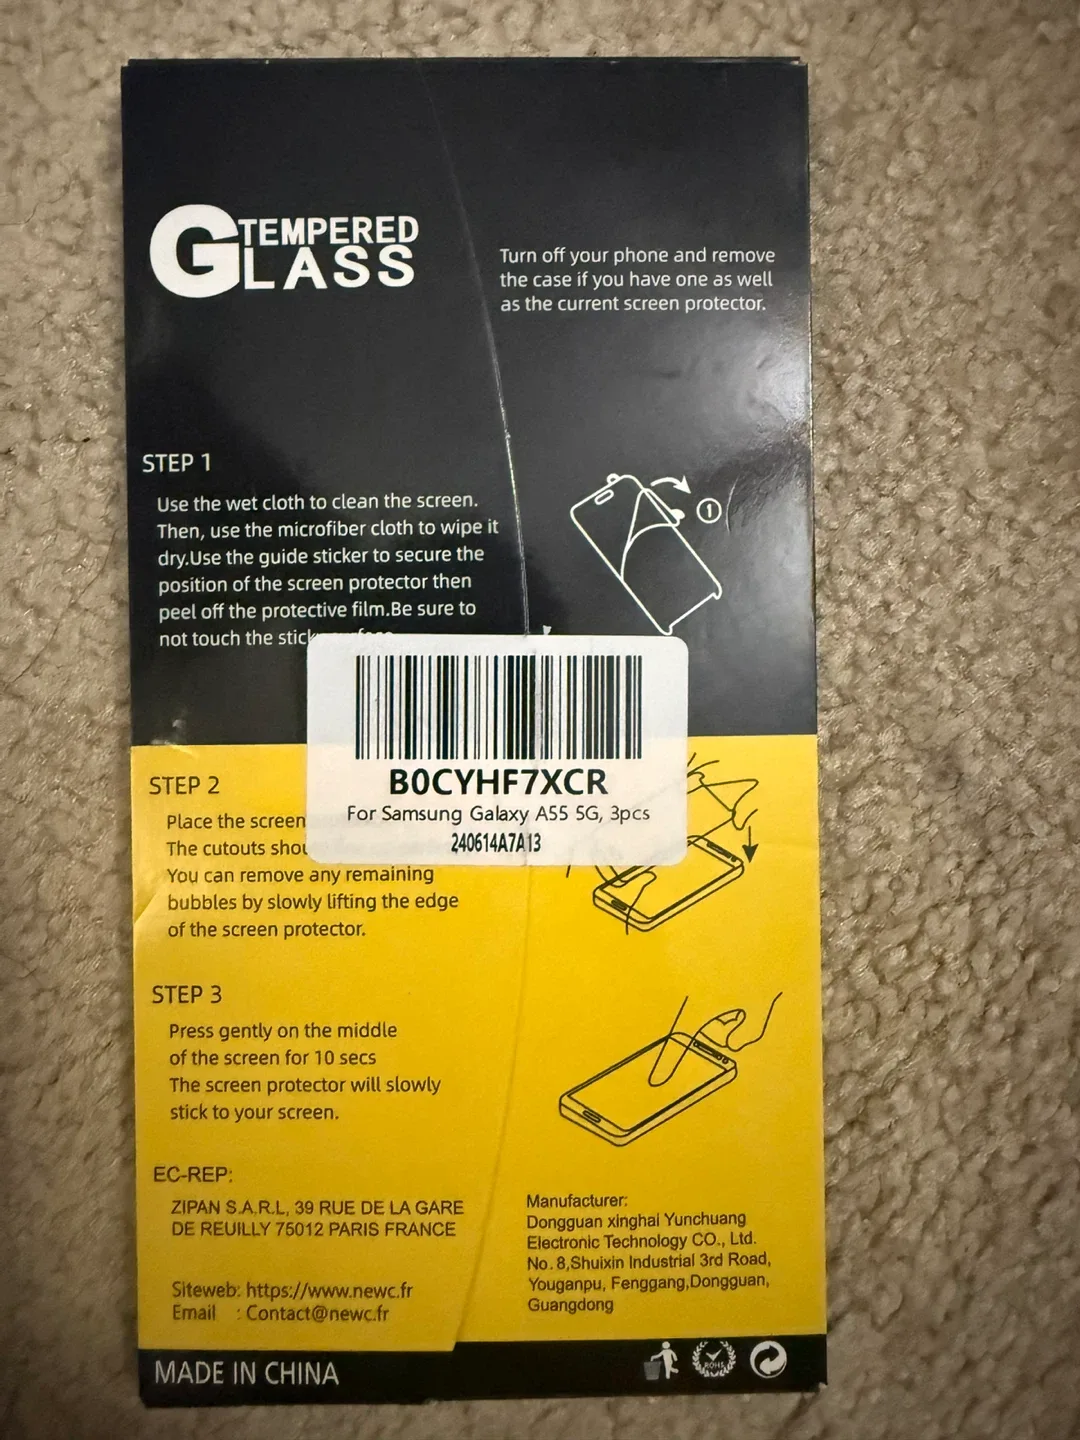 TEMPERED
GLASS
Turn off your phone and remove
the case if you have one as well
as the current screen protector.
STEP 1
Use the wet cloth to clean the screen.
Then, use the microfiber cloth to wipe it
dry.Use the guide sticker to secure the
position of the screen protector then
peel off the protective film.Be sure to
not touch the sticky surface
1
B0CYHF7XCR
For Samsung Galaxy A55 5G, 3pcs
240614A7A13
STEP 2
Place the screen
The cutouts
You can remove any remaining
bubbles by slowly lifting the edge
of the screen protector.
STEP 3
Press gently on the middle
of the screen for 10 secs
The screen protector will slowly
stick to your screen.
EC-REP:
ZIPAN S.A.R.L, 39 RUE DE LA GARE
DE REUILLY 75012 PARIS FRANCE
Siteweb: https://www.newc.fr
Email : Contact@newc.fr
Manufacturer:
Dongguan xinghai Yunchuang
Electronic Technology CO., Ltd.
No.8,Shuixin Industrial 3rd Road,
Youganpu, Fenggang,Dongguan,
Guangdong
MADE IN CHINA
ROHS